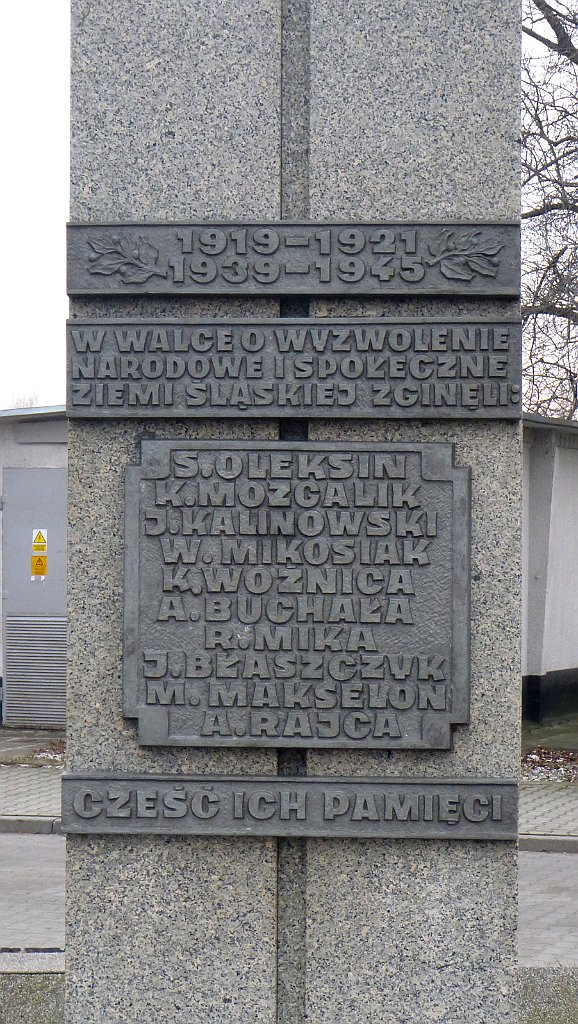 1919-1921
1939-1945
W WALCE O WYZWOLENIE
NARODOWE I SPOŁECZNE
ZIEMI ŚLĄSKIEJ ZGINĘLI:
S. OLEKSIN
K. MOZGALIK
J. KALINOWSKI
W. MIKOSIAK
K. WOZNICA
A. BUCHAŁA
R. MIKA
J. BŁASZCZYK
M. MAKSELON
A. RAJCA
CZEŚĆ ICH PAMIĘCI